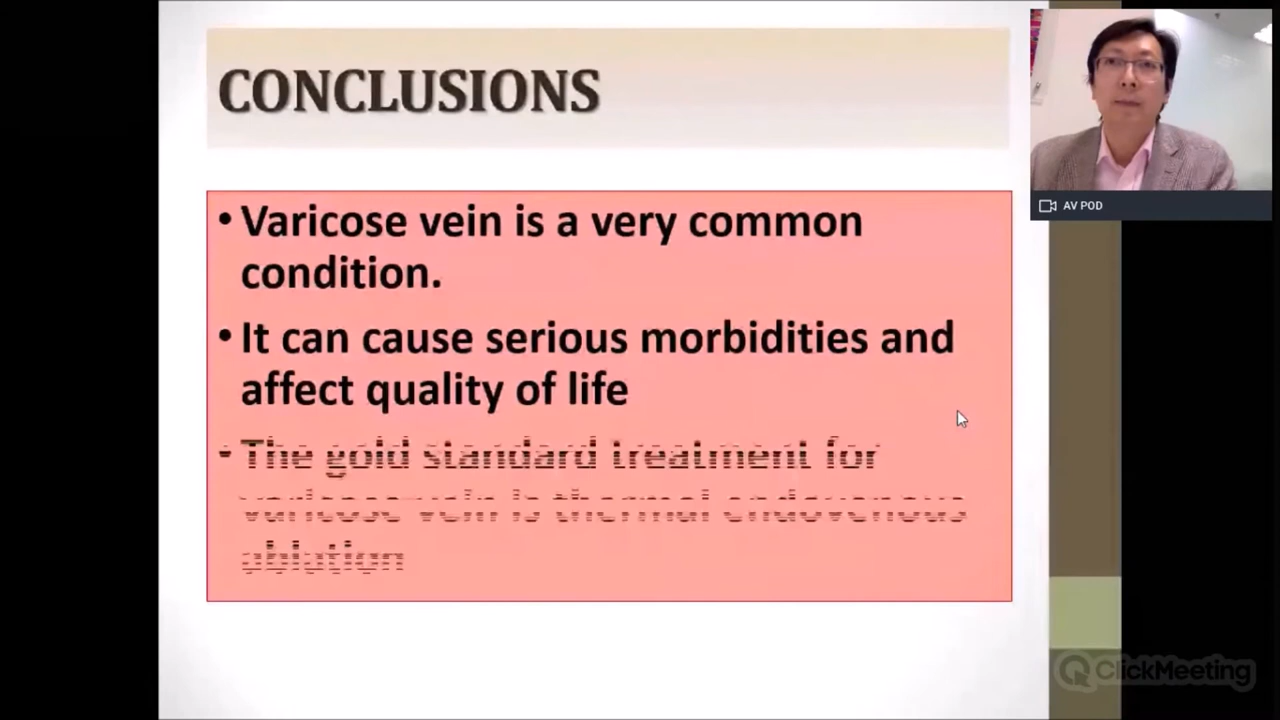 CONCLUSIONS
• Varicose vein is a very common
condition.
• It can cause serious morbidities and
affect quality of life
• The gold standard treatment for
varicose vein is thermal endovenous
ablation
AV POD
ClickMeeting